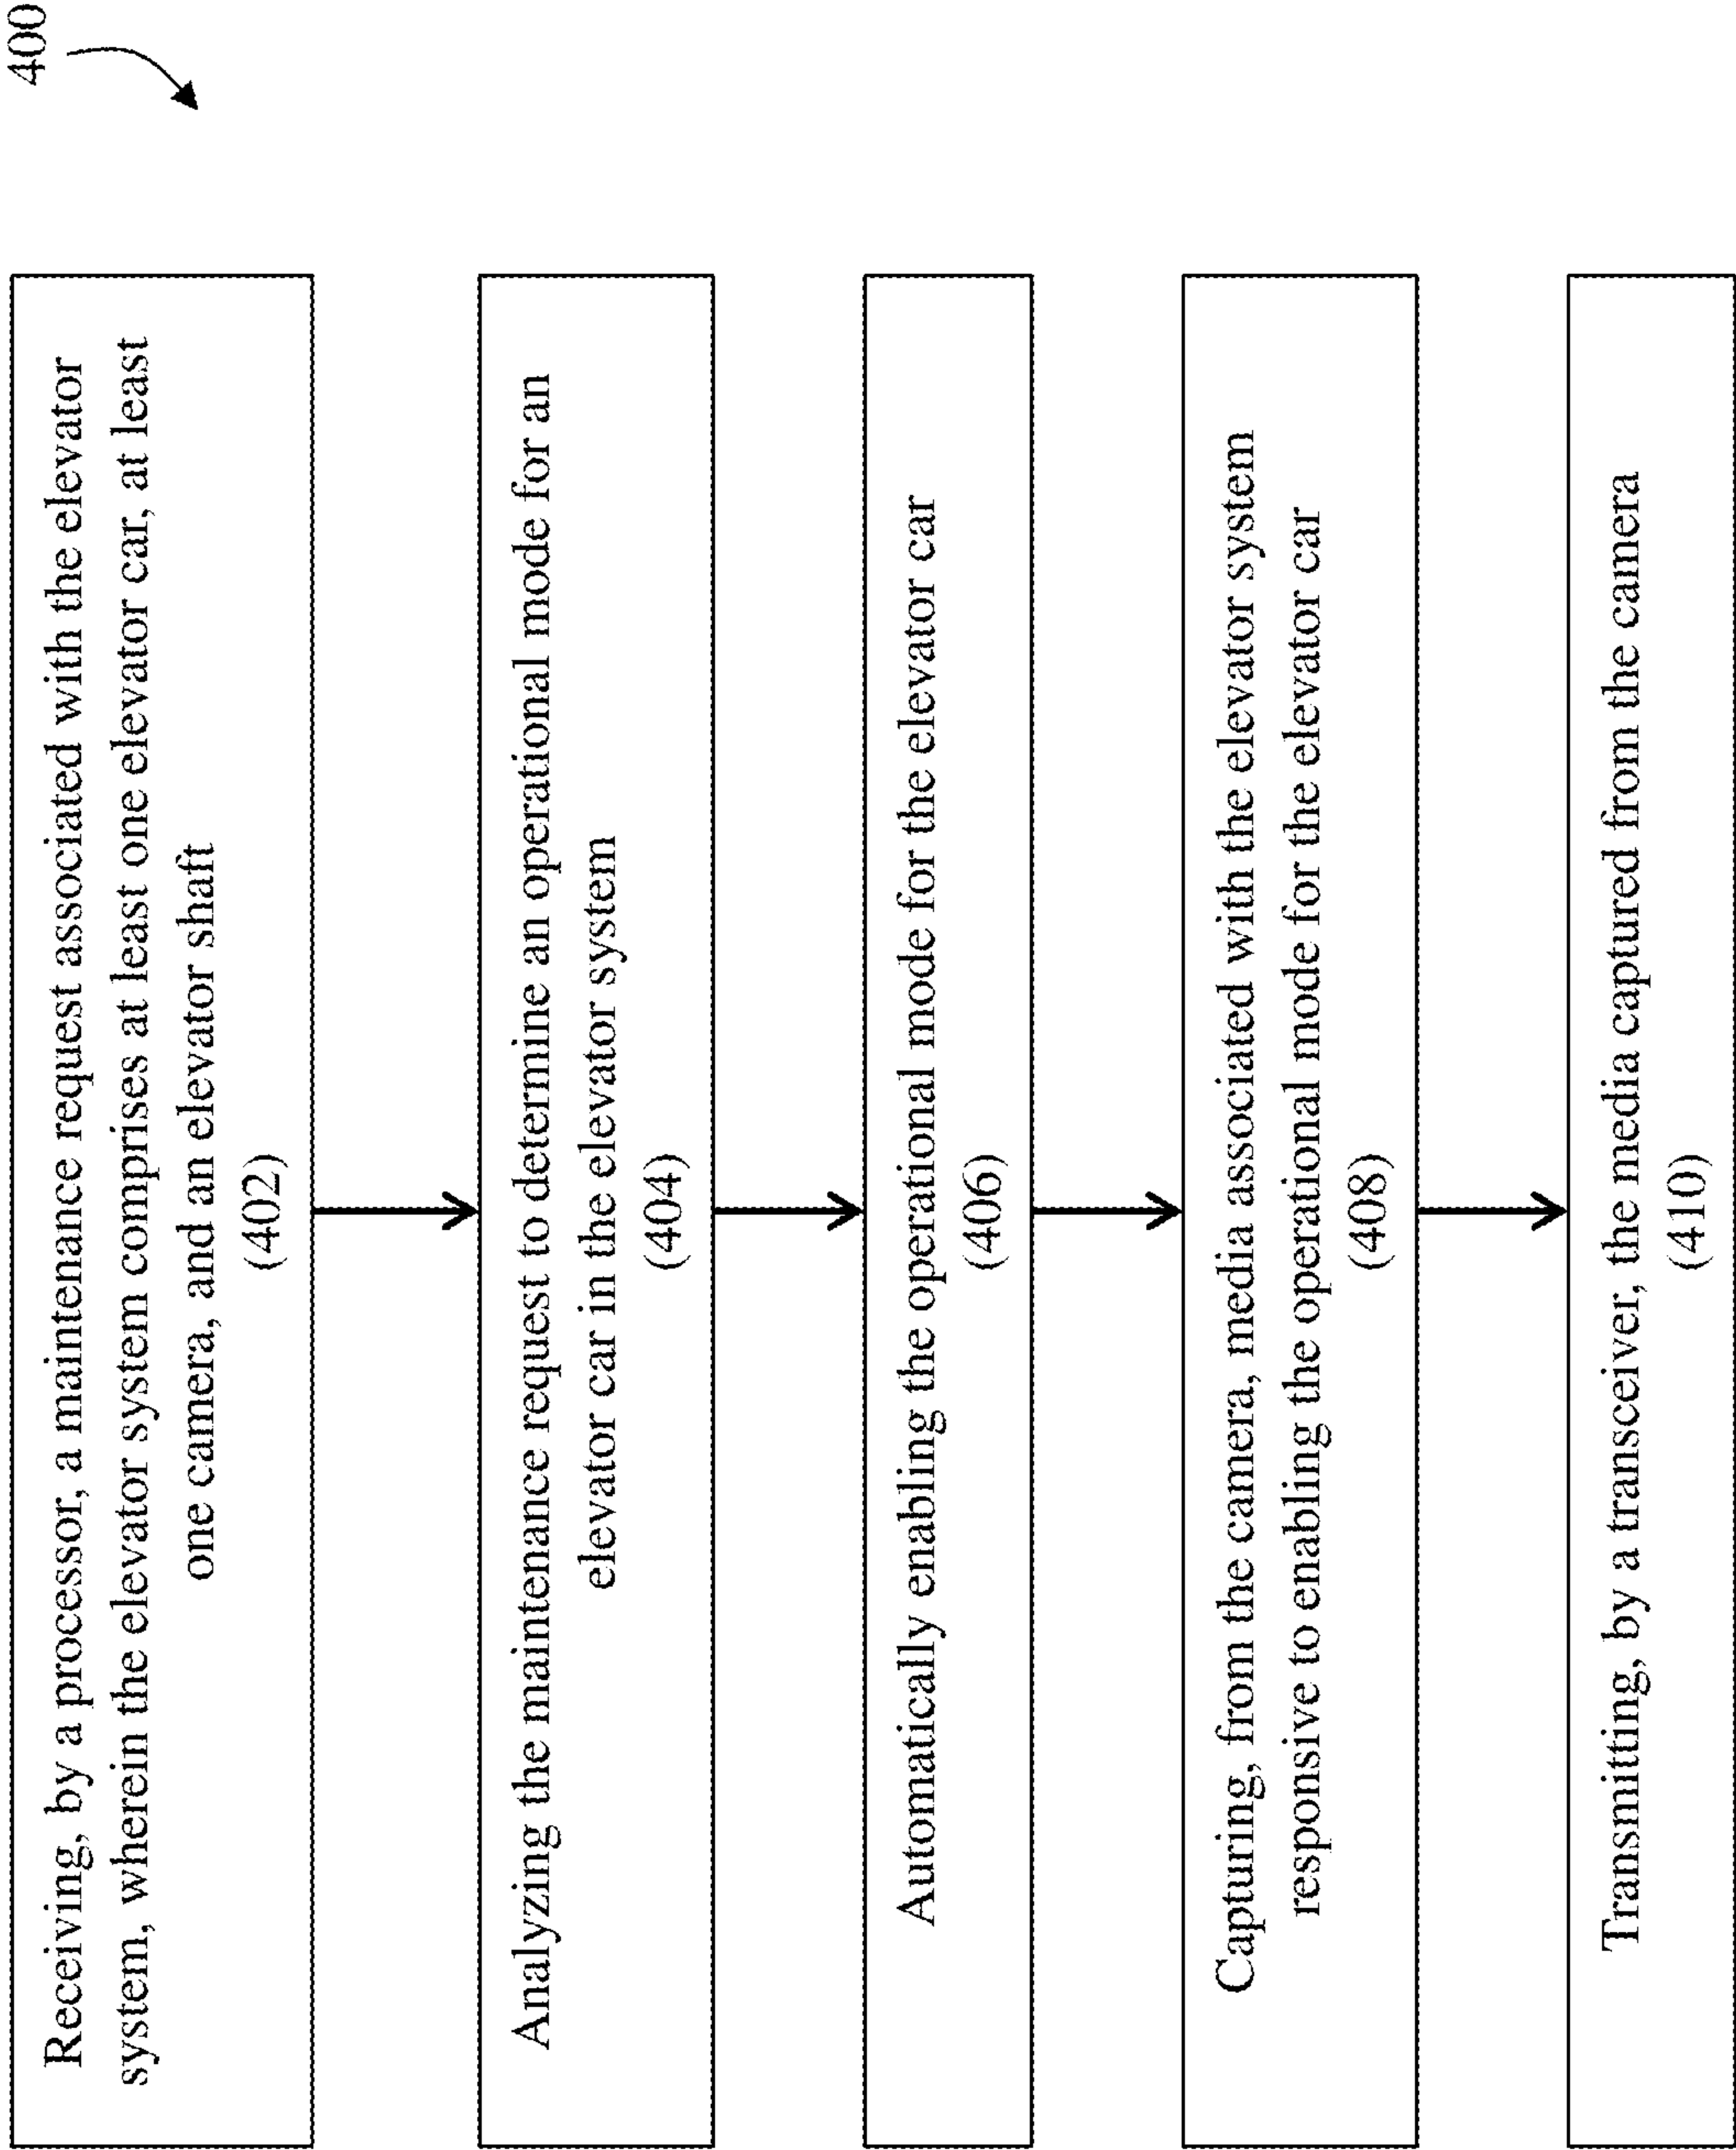 400
Receiving, by a processor, a maintenance request associated with the elevator
system, wherein the elevator system comprises at least one elevator car, at least
one camera, and an elevator shaft
(402)
Analyzing the maintenance request to determine an operational mode for an
elevator car in the elevator system
(404)
Automatically enabling the operational mode for the elevator car
(406)
Capturing, from the camera, media associated with the elevator system
responsive to enabling the operational mode for the elevator car
(408)
Transmitting, by a transceiver, the media captured from the camera
(410)